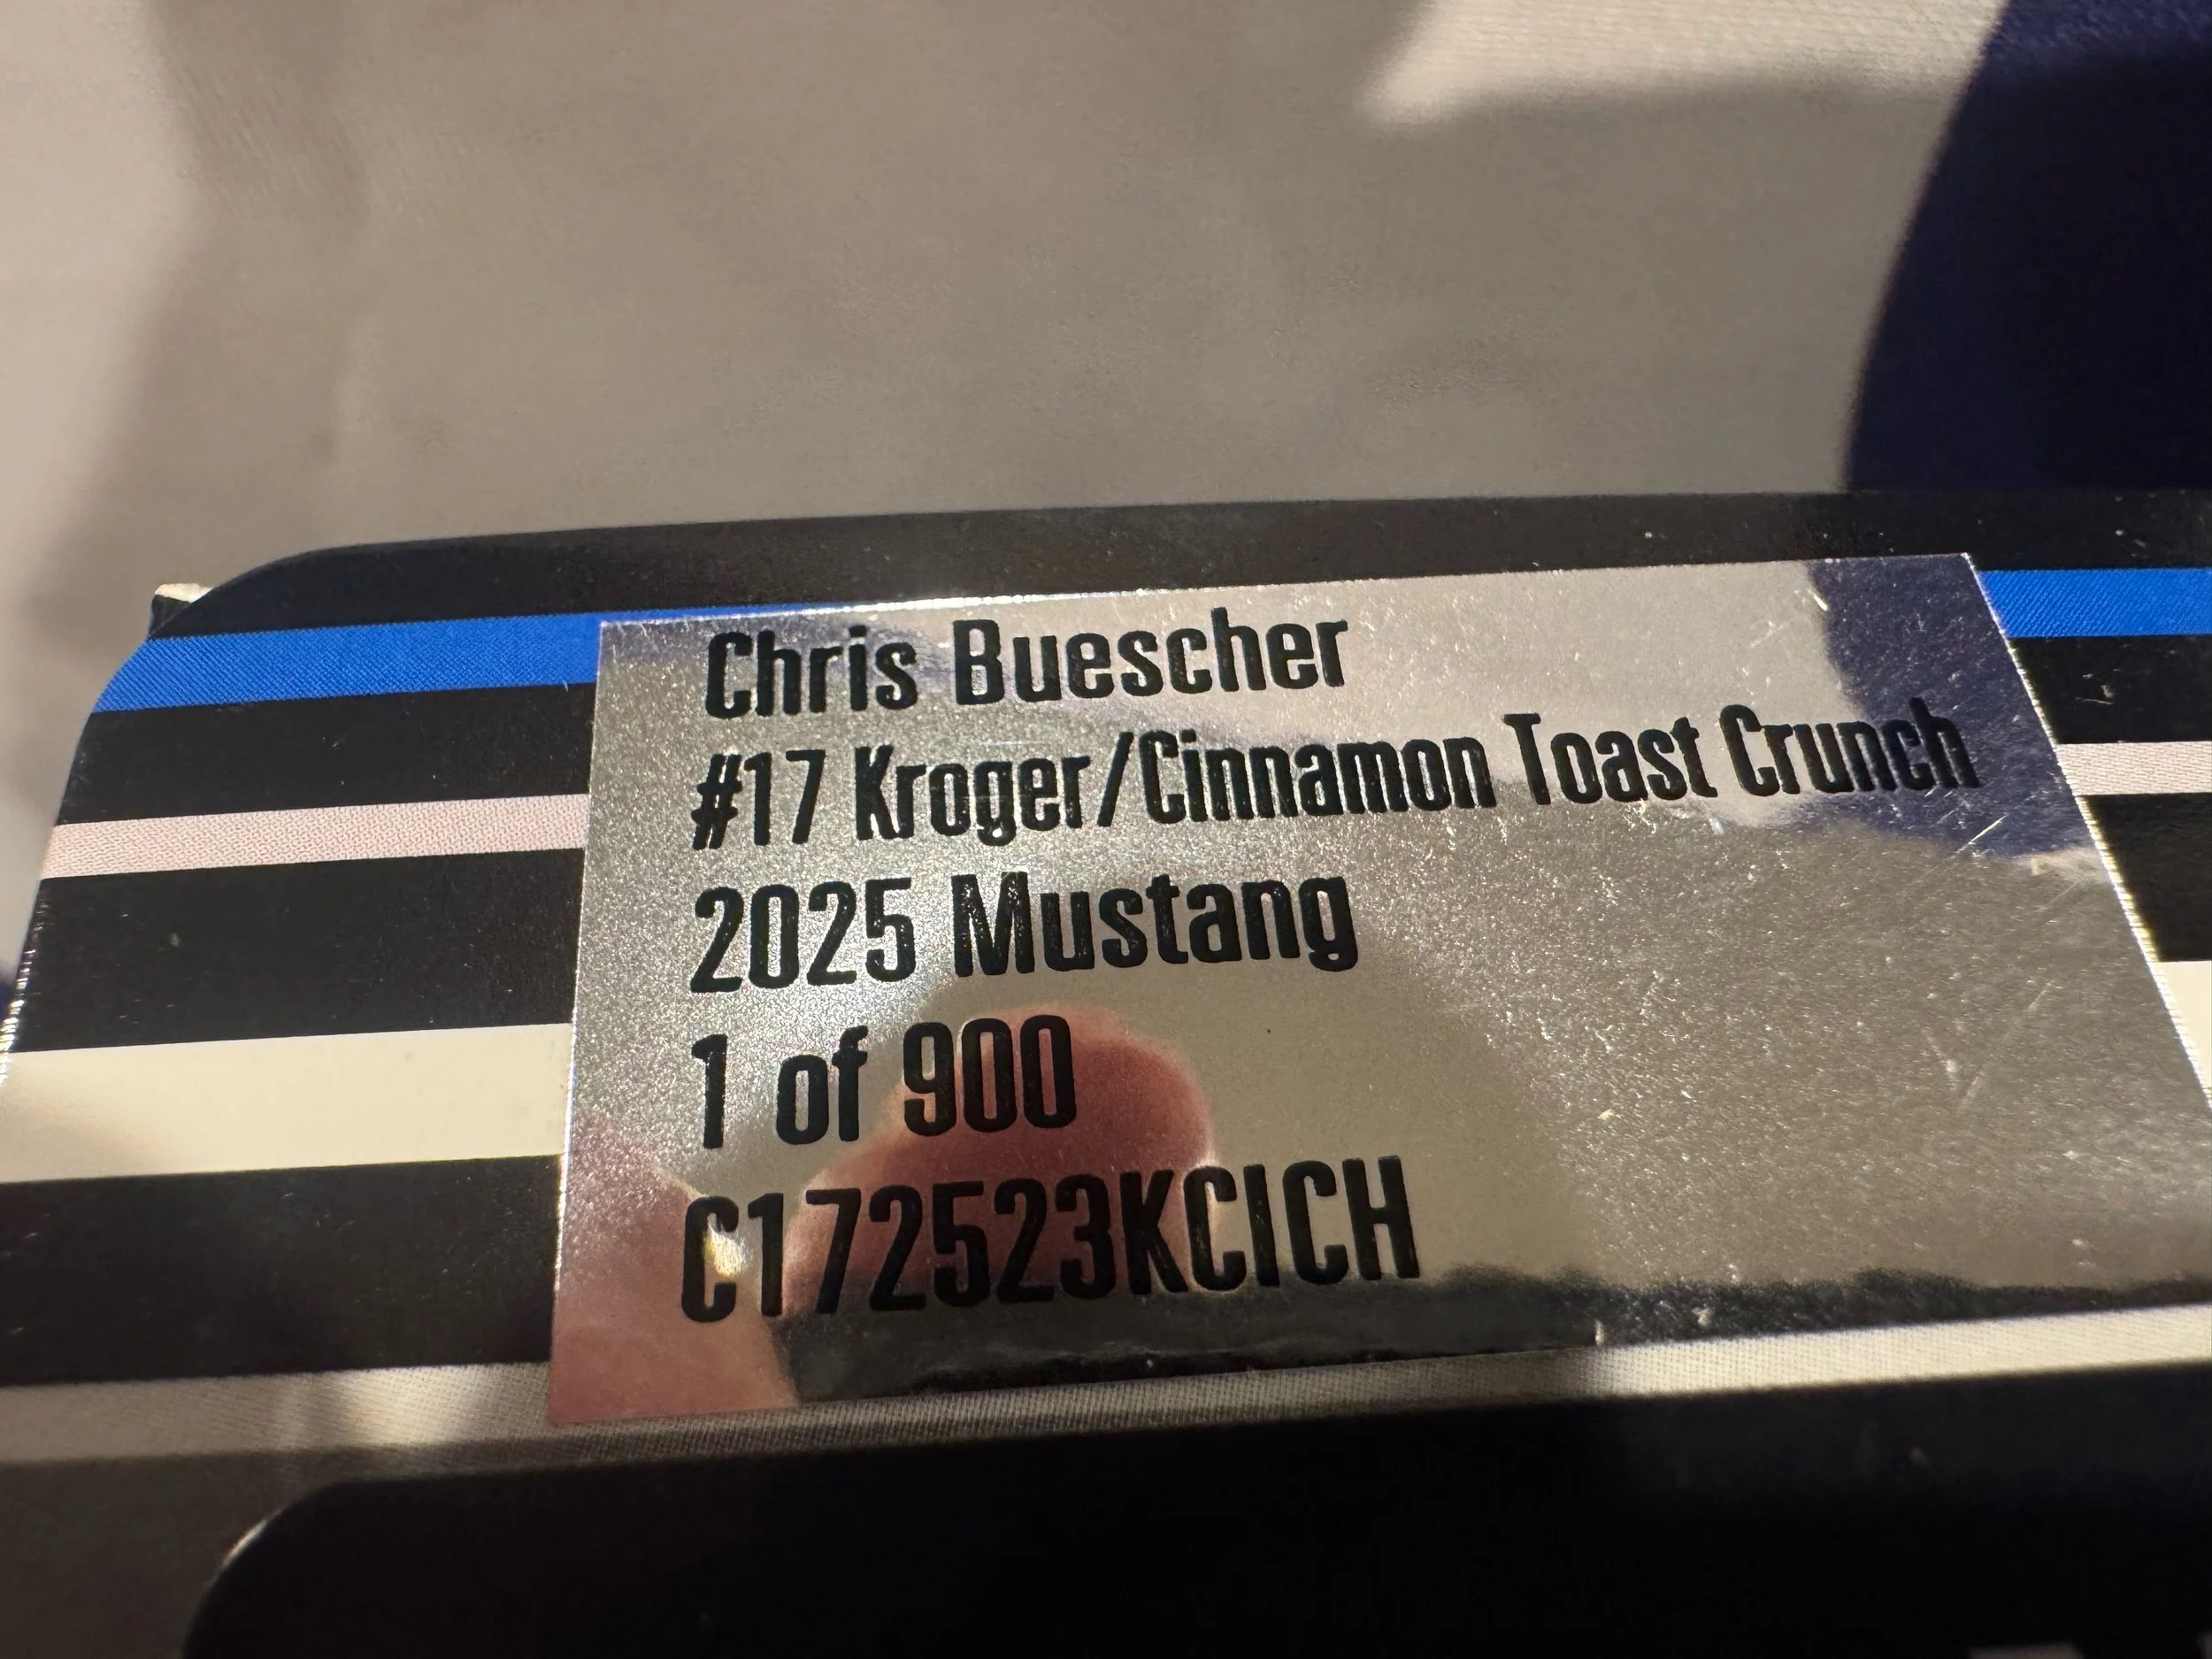 Chris Buescher
#17 Kroger/Cinnamon Toast Crunch
2025 Mustang
1 of 900
C172523KCICH